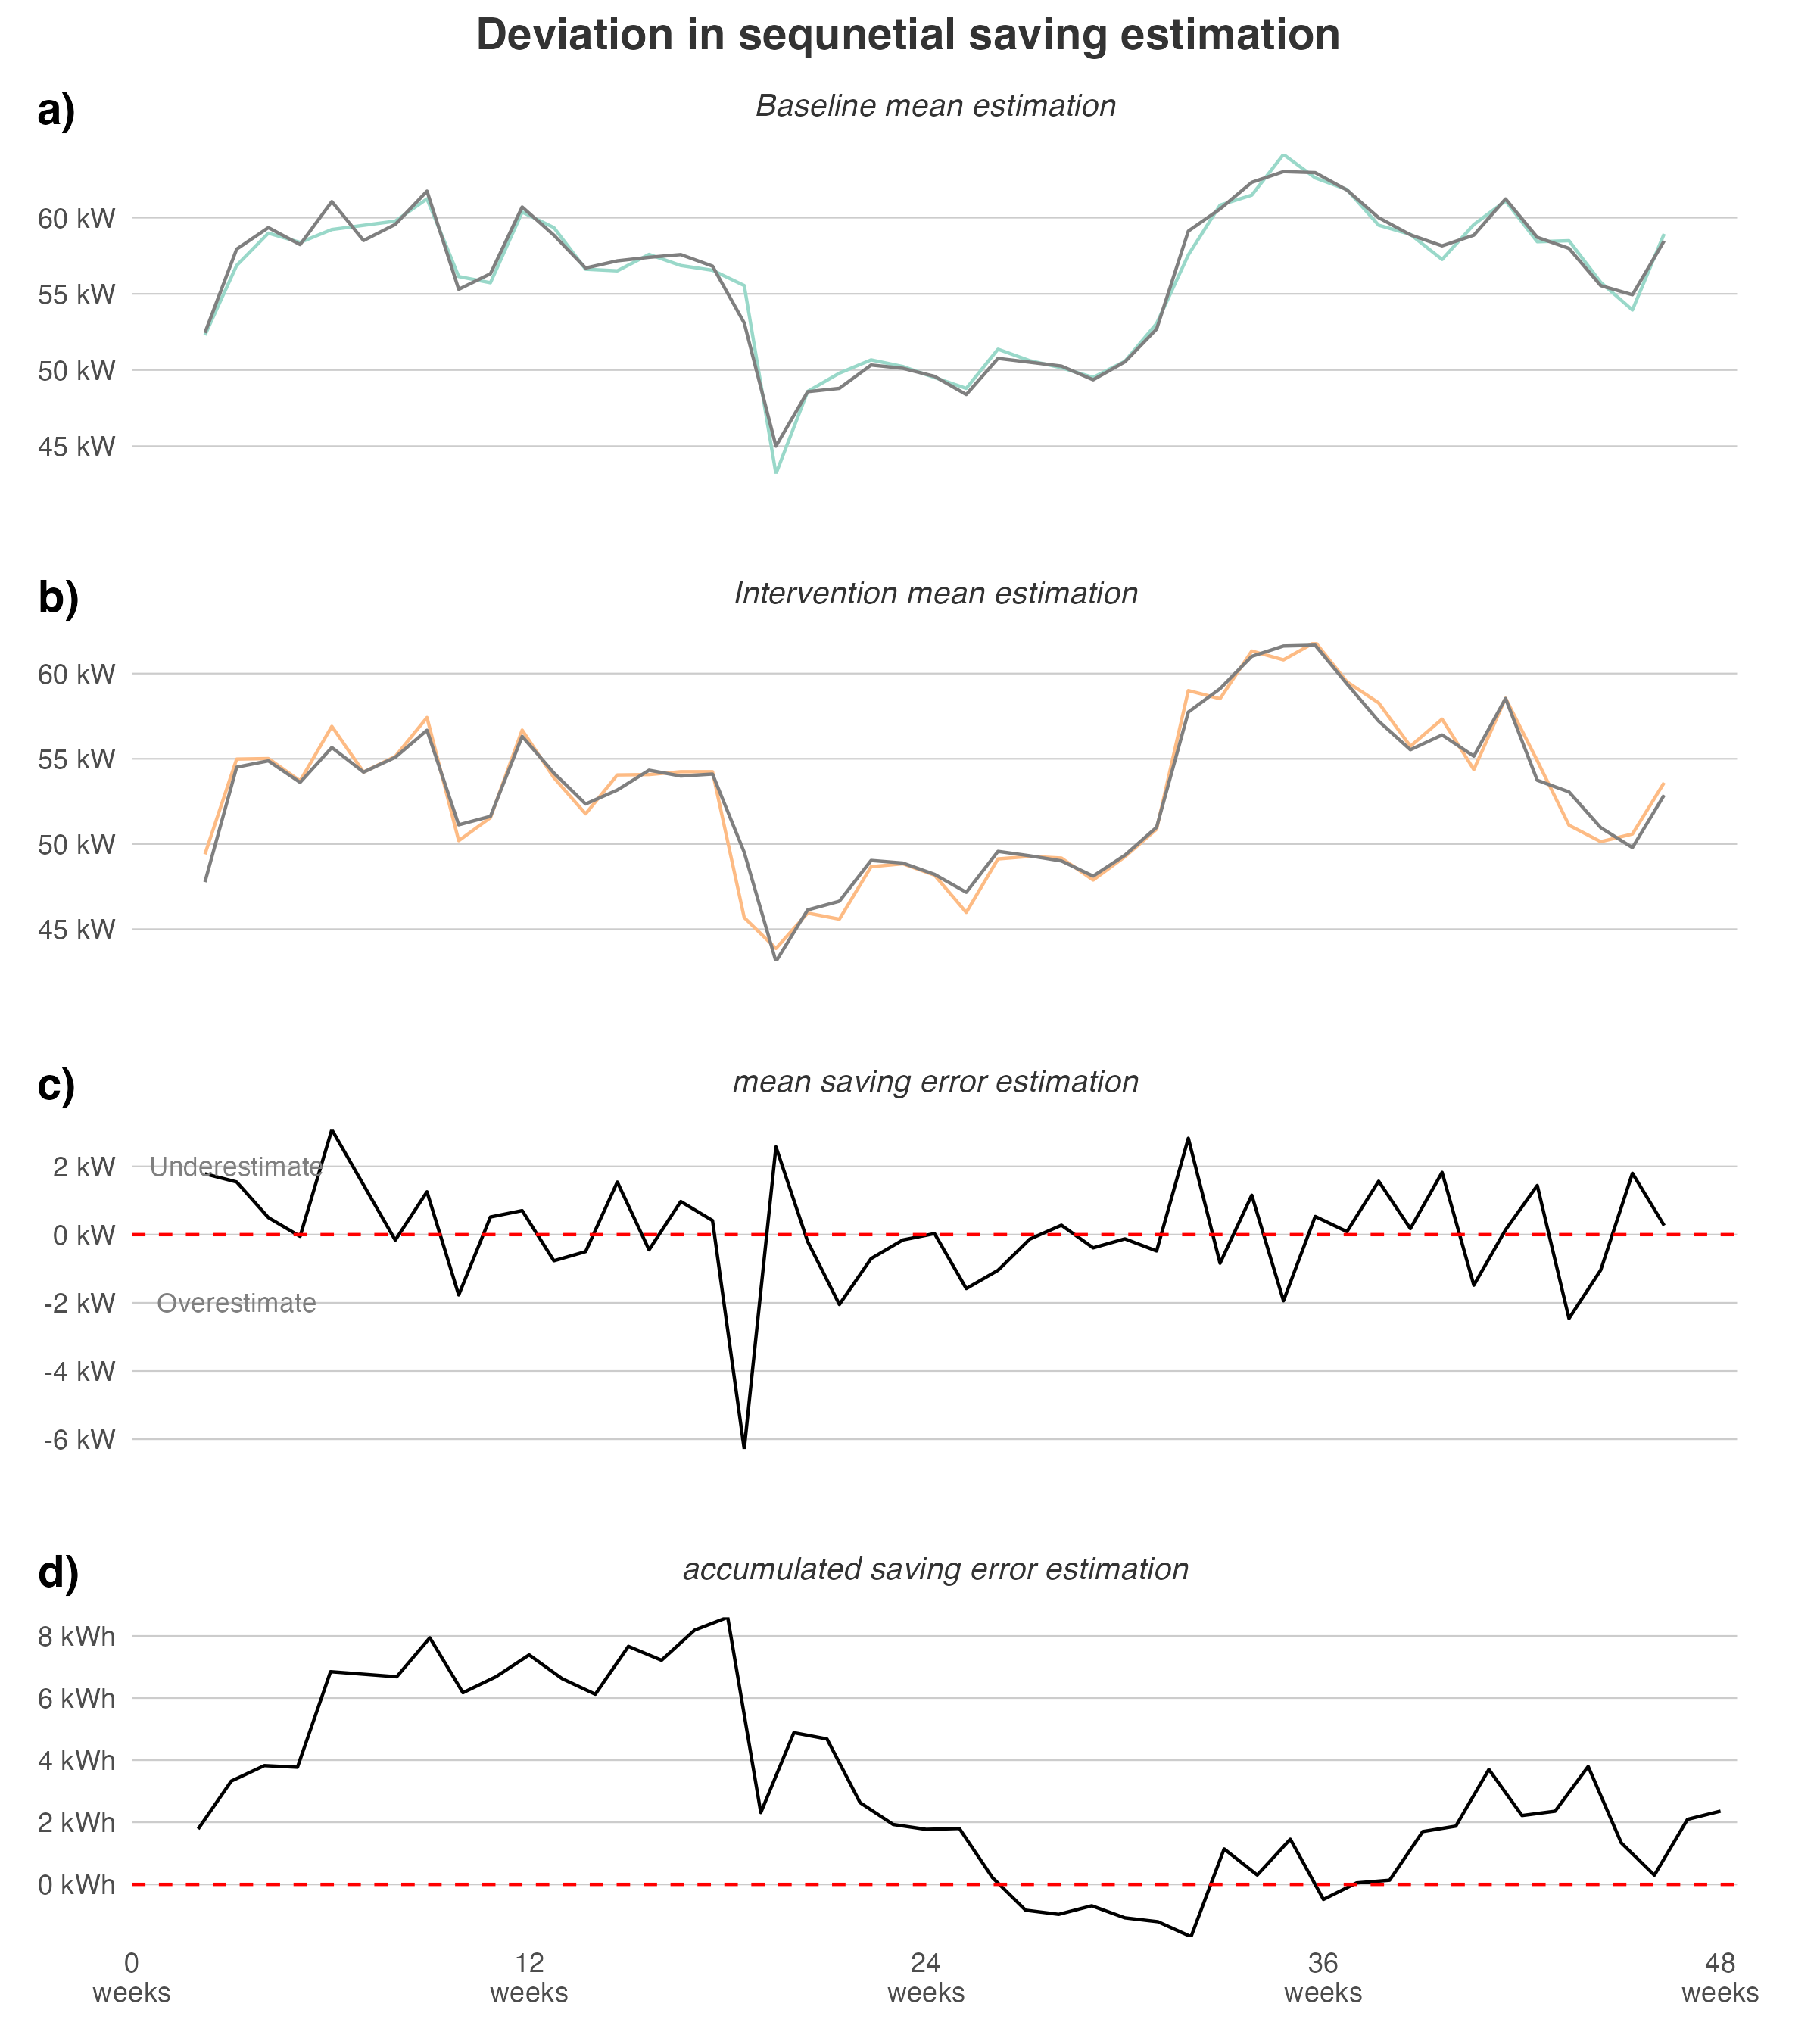 Deviation in sequnetial saving estimation
a)
Baseline mean estimation
60 kW
55 kW
50 kW
45 kW
b)
Intervention mean estimation
60 kW
55 kW
50 kW
45 kW
c)
mean saving error estimation
2 kW
Underestimate
0 kW
-2 kW
Overestimate
-4 kW
-6 kW
d)
accumulated saving error estimation
8 kWh
6 kWh
4 kWh
2 kWh
0 kWh
0 12 24 36 48
weeks weeks weeks weeks weeks